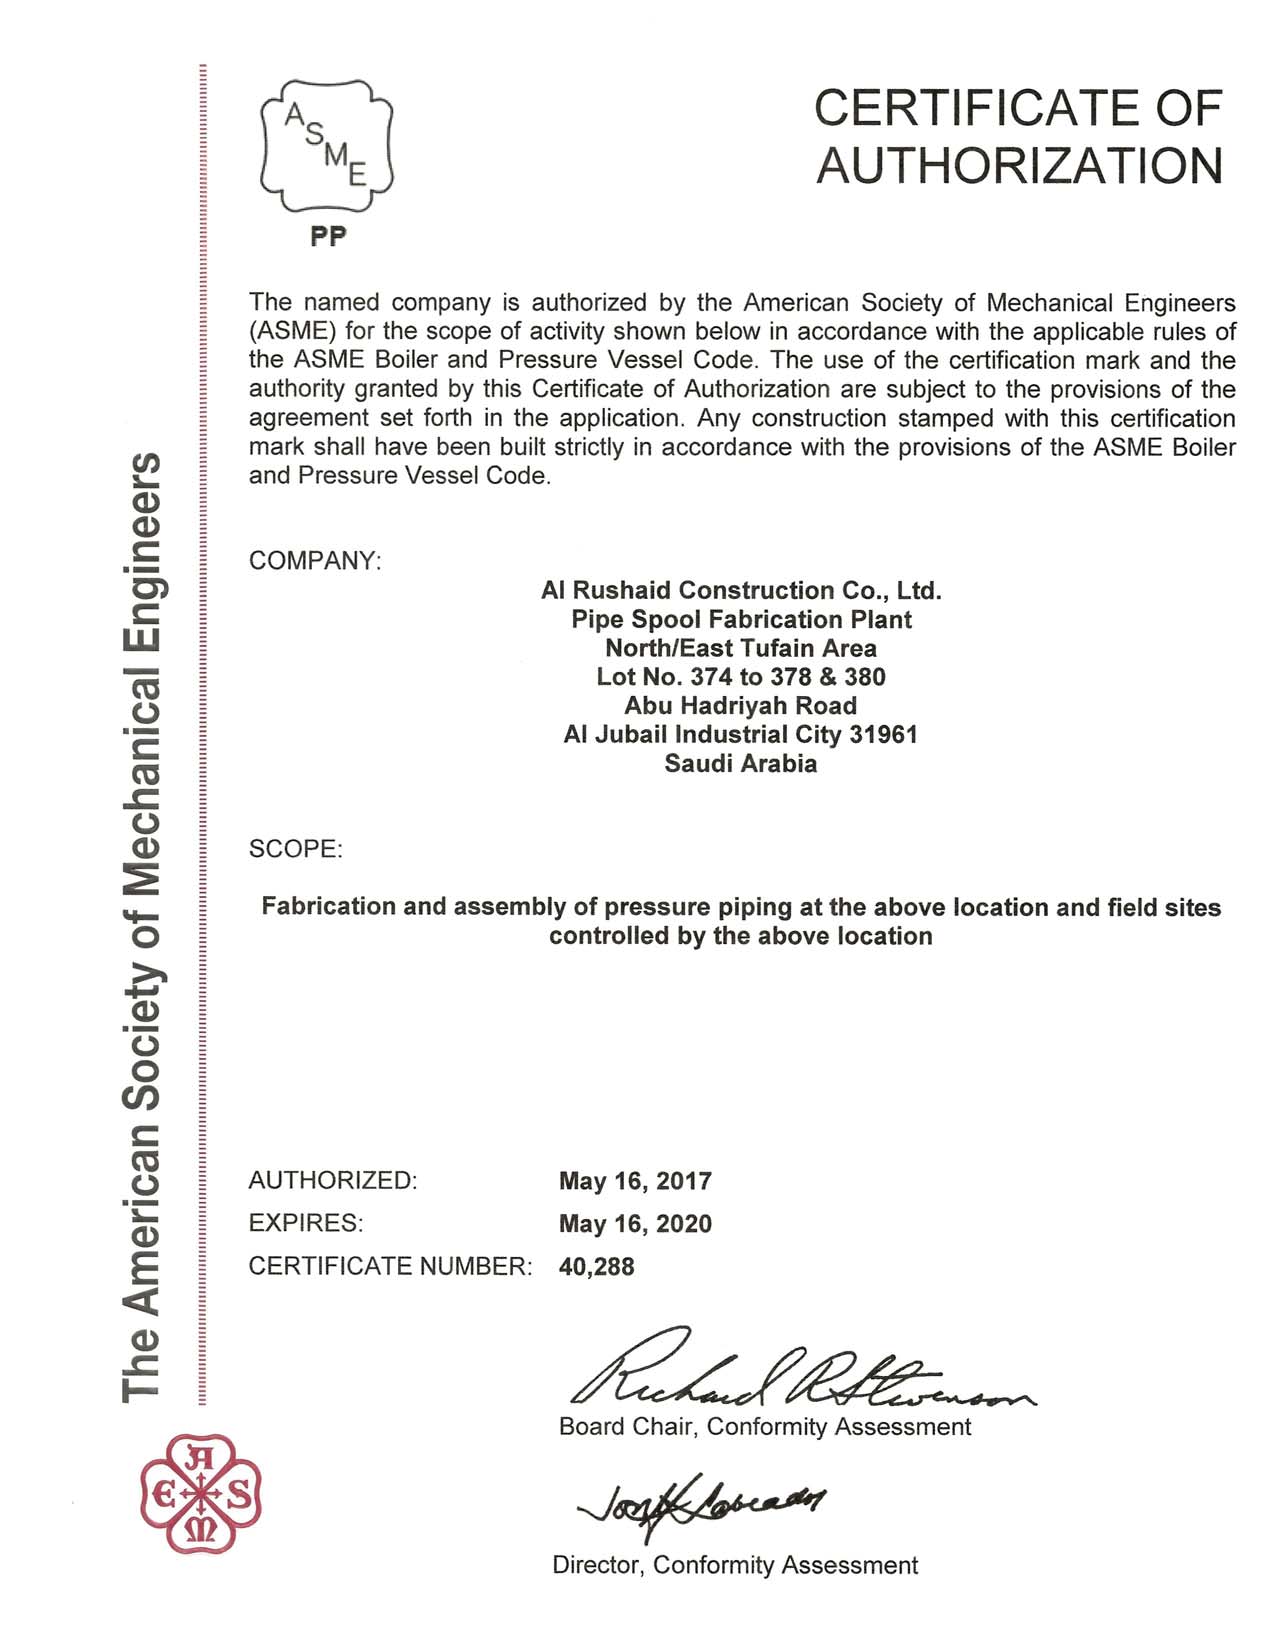 A
S
M
E
PP
CERTIFICATE OF
AUTHORIZATION
The named company is authorized by the American Society of Mechanical Engineers
(ASME) for the scope of activity shown below in accordance with the applicable rules of
the ASME Boiler and Pressure Vessel Code. The use of the certification mark and the
authority granted by this Certificate of Authorization are subject to the provisions of the
agreement set forth in the application. Any construction stamped with this certification
mark shall have been built strictly in accordance with the provisions of the ASME Boiler
and Pressure Vessel Code.
COMPANY:
Al Rushaid Construction Co., Ltd.
Pipe Spool Fabrication Plant
North/East Tufain Area
Lot No. 374 to 378 & 380
Abu Hadriyah Road
Al Jubail Industrial City 31961
Saudi Arabia
SCOPE:
Fabrication and assembly of pressure piping at the above location and field sites
controlled by the above location
AUTHORIZED: May 16, 2017
EXPIRES: May 16, 2020
CERTIFICATE NUMBER: 40,288
Richard R Stevenson
Board Chair, Conformity Assessment
Director, Conformity Assessment
The American Society of Mechanical Engineers
A
S
M
E